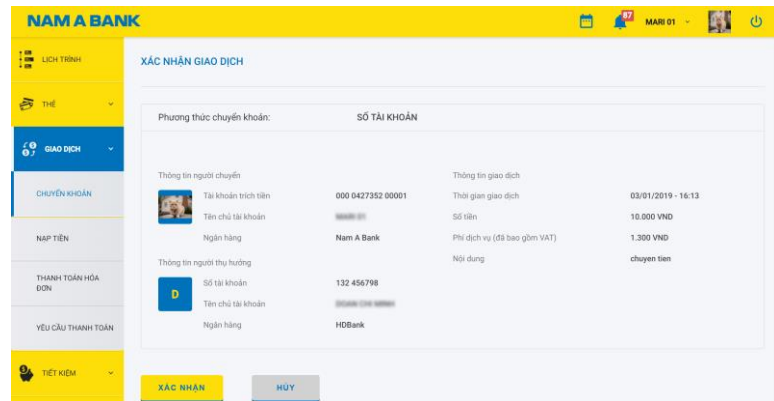 NAM A BANK
87
MARI 01
LỊCH TRÌNH
XÁC NHẬN GIAO DỊCH
THẺ
Phương thức chuyển khoản: SỐ TÀI KHOẢN
GIAO DỊCH
Thông tin người chuyển Thông tin giao dịch
CHUYỂN KHOẢN
Tài khoản trích tiền 000 0427352 00001 Thời gian giao dịch 03/01/2019 - 16:13
Tên chủ tài khoản Số tiền 10.000 VND
NẠP TIỀN
Ngân hàng Nam A Bank Phí dịch vụ (đã bao gồm VAT) 1.300 VND
Thông tin người thụ hưởng Nội dung chuyen tien
THANH TOÁN HÓA
ĐƠN
D
Số tài khoản 132 456798
Tên chủ tài khoản
YÊU CẦU THANH TOÁN
Ngân hàng HDBank
TIẾT KIỆM
XÁC NHẬN HỦY